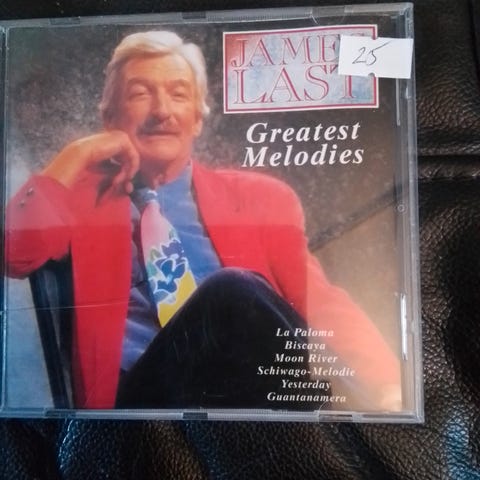 JAMES
LAST
25
Greatest
Melodies
La Paloma
Biscaya
Moon River
Schiwago-Melodie
Yesterday
Guantanamera